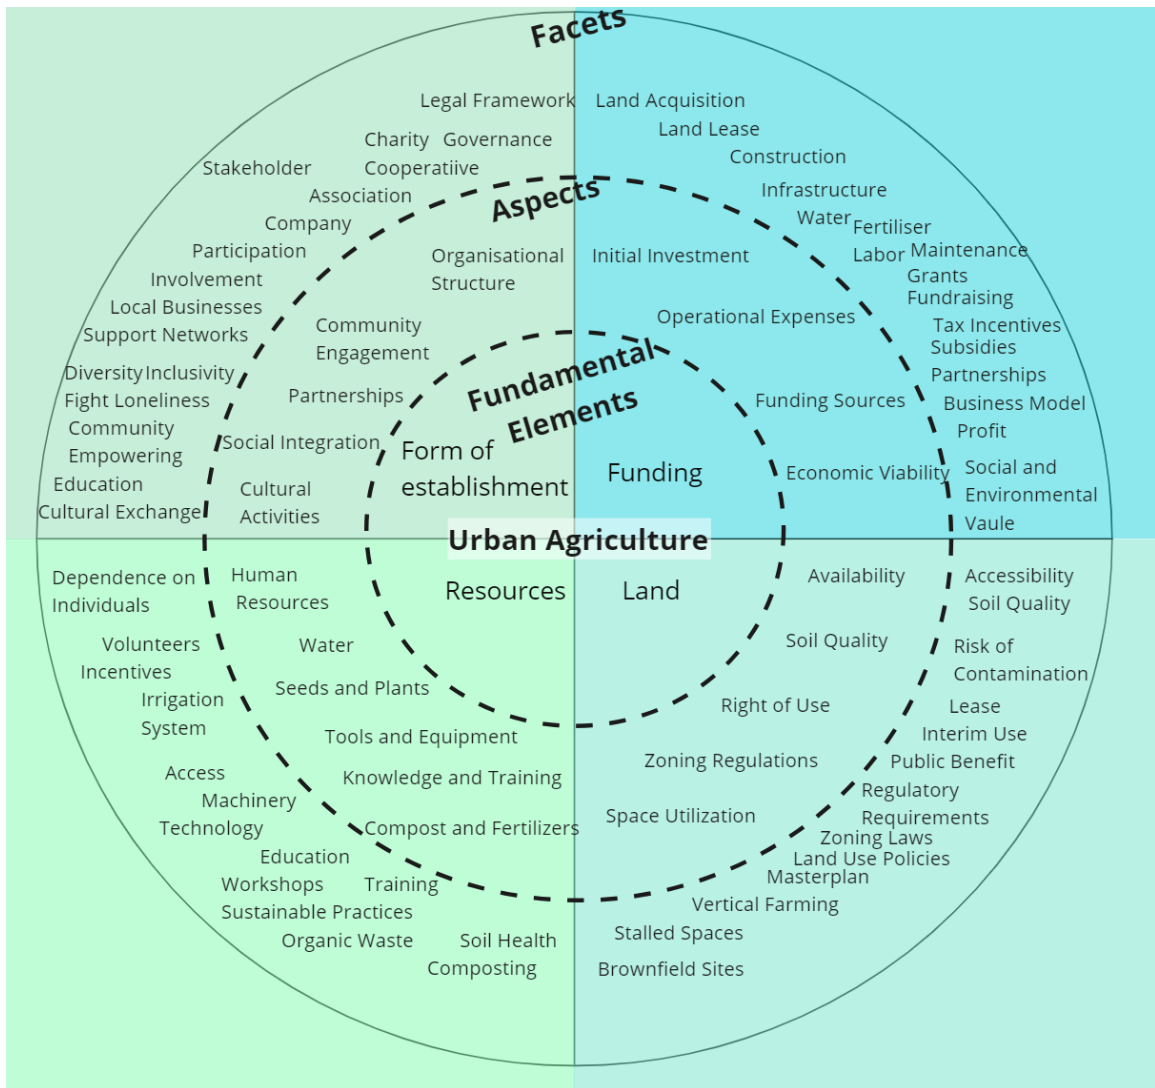 Facets
Legal Framework
Charity Governance
Cooperatiive
Stakeholder
Association
Company
Participation
Involvement
Local Businesses
Support Networks
Diversity Inclusivity
Fight Loneliness
Community
Empowering
Education
Cultural Exchange
Land Acquisition
Land Lease
Construction
Infrastructure
Water
Fertiliser
Labor Maintenance
Grants
Fundraising
Tax Incentives
Subsidies
Partnerships
Business Model
Profit
Social and
Environmental
Vaule
Aspects
Organisational
Structure
Community
Engagement
Partnerships
Social Integration
Cultural
Activities
Initial Investment
Operational Expenses
Funding Sources
Economic Viability
Fundamental
Elements
Form of
establishment
Funding
Urban Agriculture
Resources
Land
Human
Resources
Water
Seeds and Plants
Tools and Equipment
Knowledge and Training
Compost and Fertilizers
Availability
Soil Quality
Right of Use
Zoning Regulations
Space Utilization
Dependence on
Individuals
Volunteers
Incentives
Irrigation
System
Access
Machinery
Technology
Education
Workshops Training
Sustainable Practices
Organic Waste Soil Health
Composting
Accessibility
Soil Quality
Risk of
Contamination
Lease
Interim Use
Public Benefit
Regulatory
Requirements
Zoning Laws
Land Use Policies
Masterplan
Vertical Farming
Stalled Spaces
Brownfield Sites